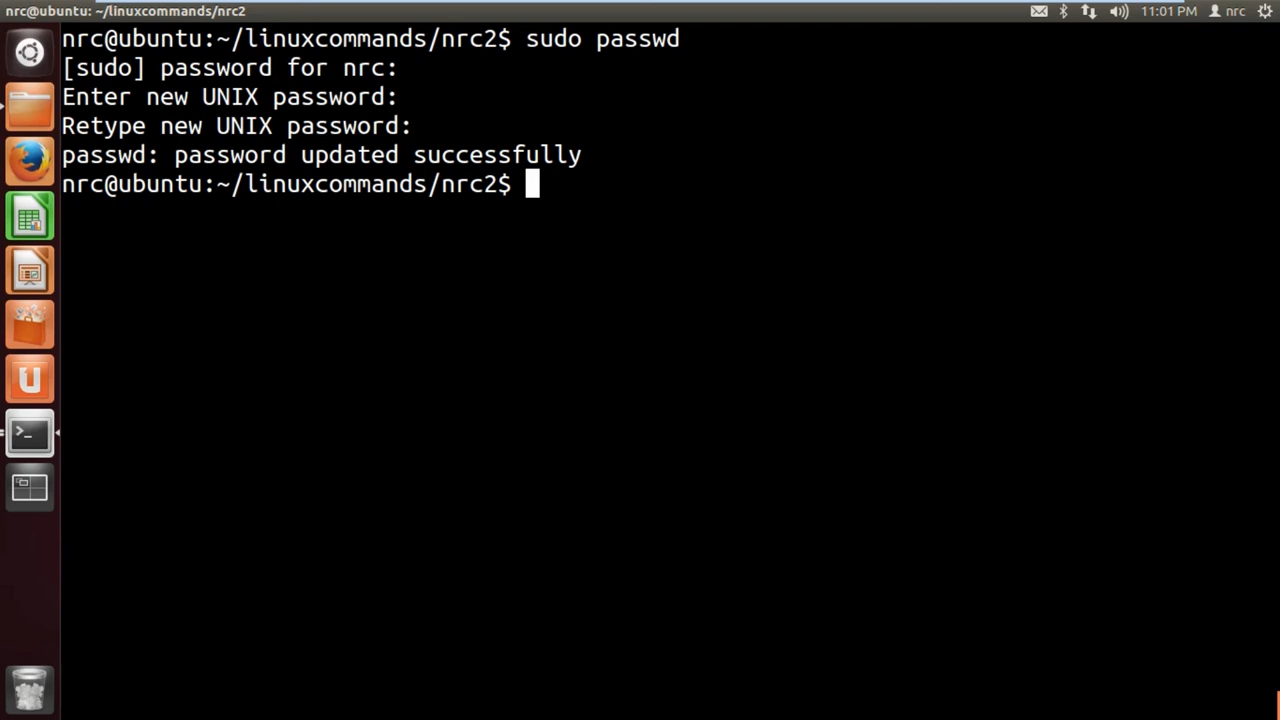 nrc@ubuntu: ~/linuxcommands/nrc2
11:01 PM
nrc
nrc@ubuntu:~/linuxcommands/nrc2$ sudo passwd
[sudo] password for nrc:
Enter new UNIX password:
Retype new UNIX password:
passwd: password updated successfully
nrc@ubuntu:~/linuxcommands/nrc2$